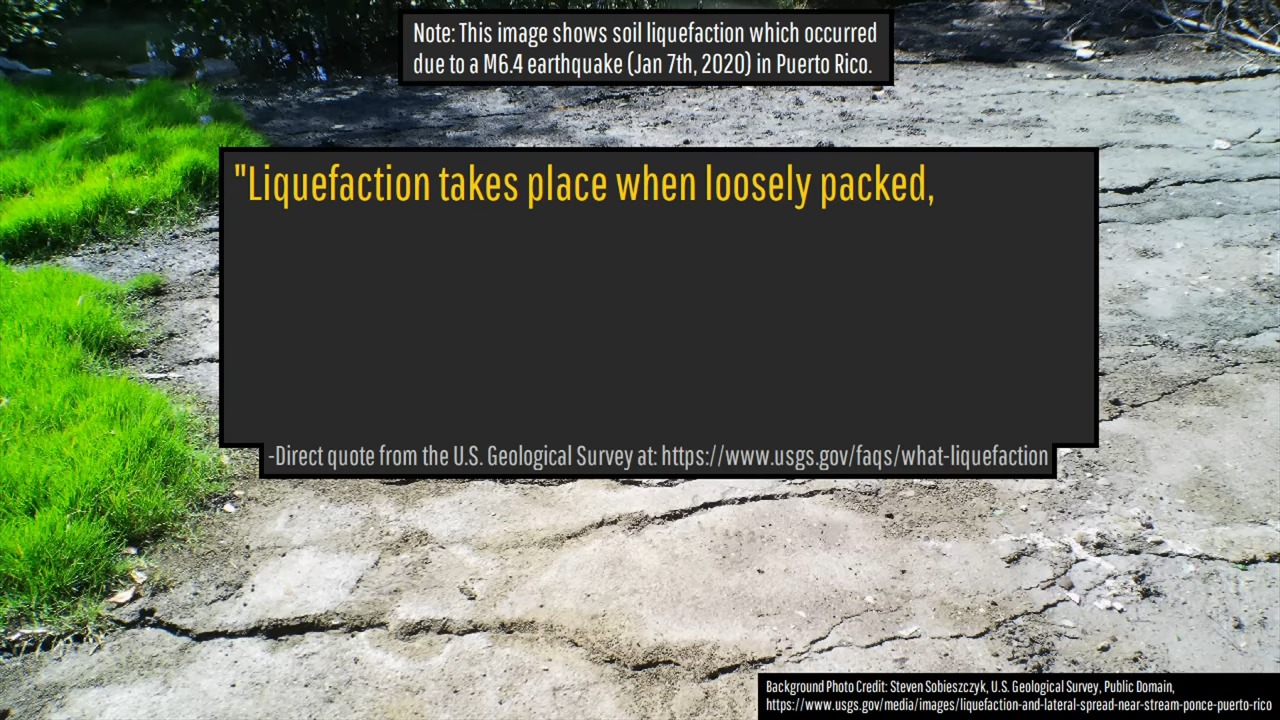 Note: This image shows soil liquefaction which occurred
due to a M6.4 earthquake (Jan 7th, 2020) in Puerto Rico.
"Liquefaction takes place when loosely packed,
-Direct quote from the U.S. Geological Survey at: https://www.usgs.gov/faqs/what-liquefaction
Background Photo Credit: Steven Sobieszczyk, U.S. Geological Survey, Public Domain,
https://www.usgs.gov/media/images/liquefaction-and-lateral-spread-near-stream-ponce-puerto-rico